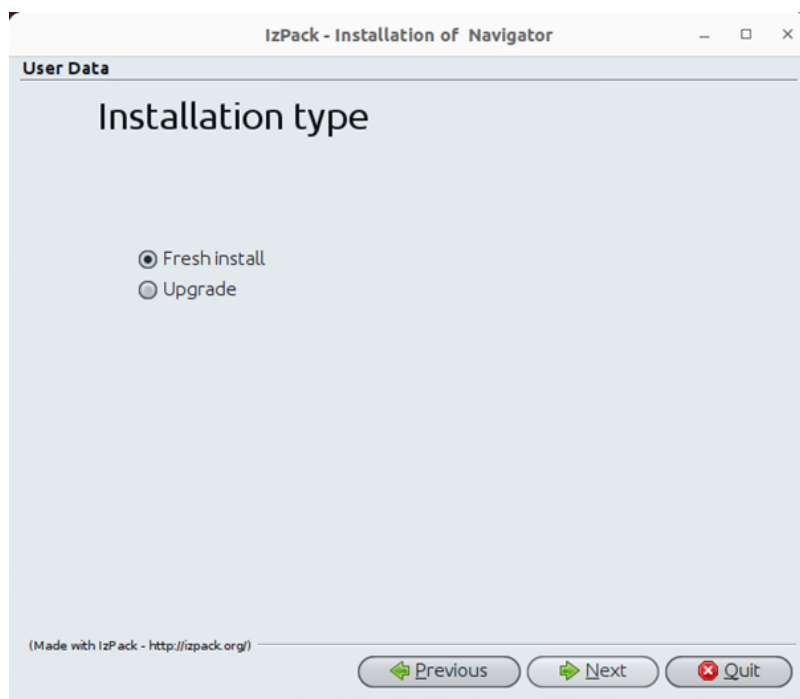 IzPack - Installation of Navigator
User Data
Installation type
Fresh install
Upgrade
(Made with IzPack - http://izpack.org/)
Previous Next Quit